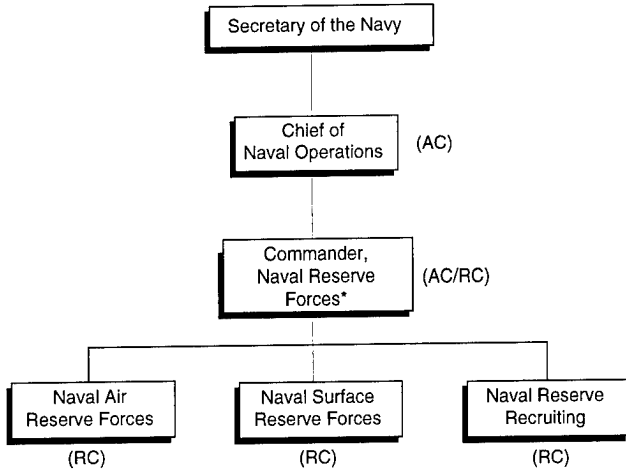 Secretary of the Navy
Chief of
Naval Operations
(AC)
Commander,
Naval Reserve
Forces*
(AC/RC)
Naval Air
Reserve Forces
(RC)
Naval Surface
Reserve Forces
(RC)
Naval Reserve
Recruiting
(RC)